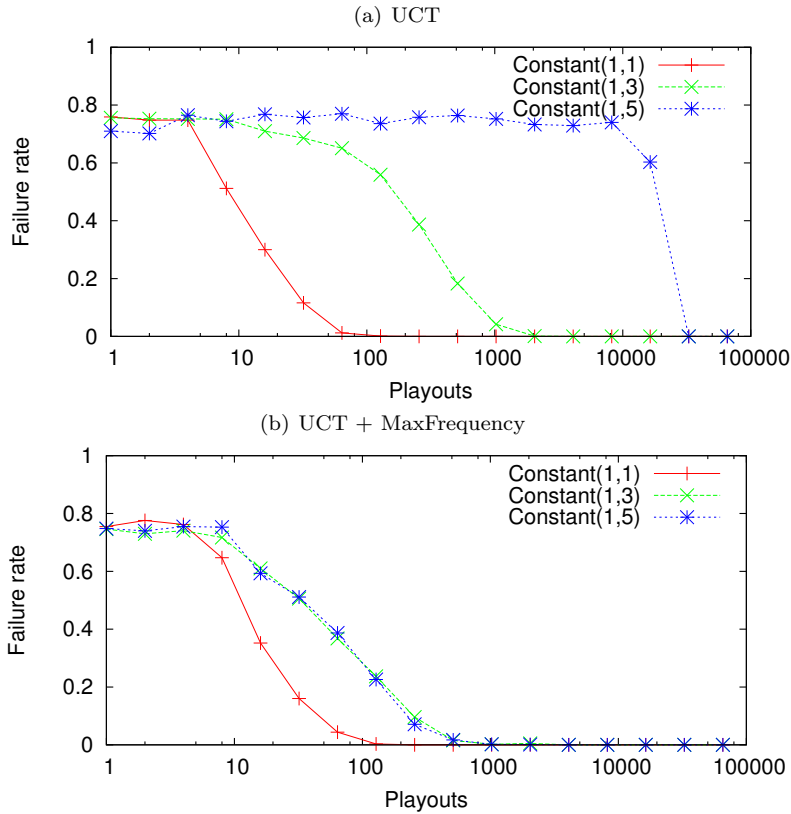 (a) UCT
1
0.8
0.6
0.4
0.2
0
Failure rate
Constant(1,1)
Constant(1,3)
Constant(1,5)
1 10 100 1000 10000 100000
Playouts
(b) UCT + MaxFrequency
1
0.8
0.6
0.4
0.2
0
Failure rate
Constant(1,1)
Constant(1,3)
Constant(1,5)
1 10 100 1000 10000 100000
Playouts